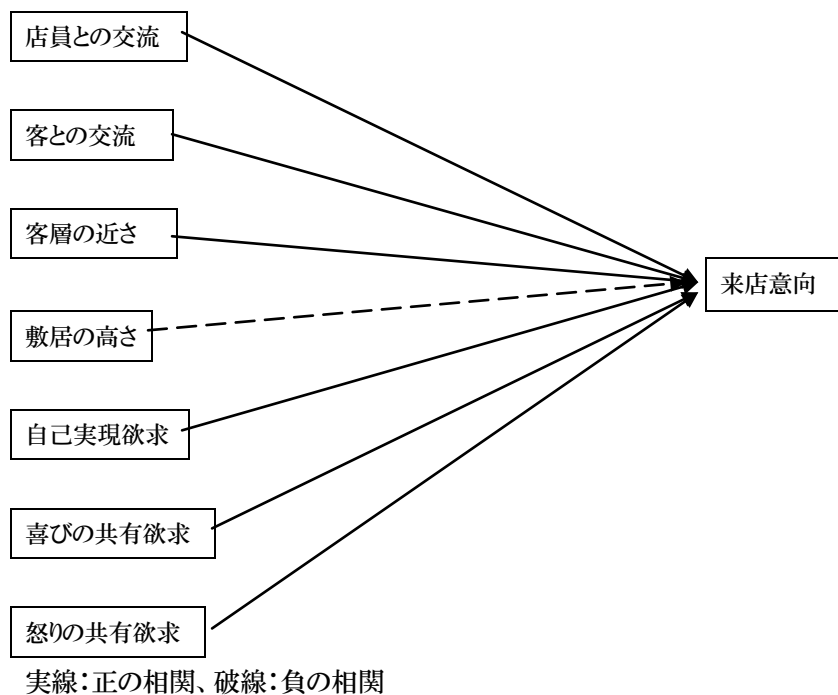 店員との交流
客との交流
客層の近さ
来店意向
敷居の高さ
自己実現欲求
喜びの共有欲求
怒りの共有欲求
実線：正の相関、破線：負の相関